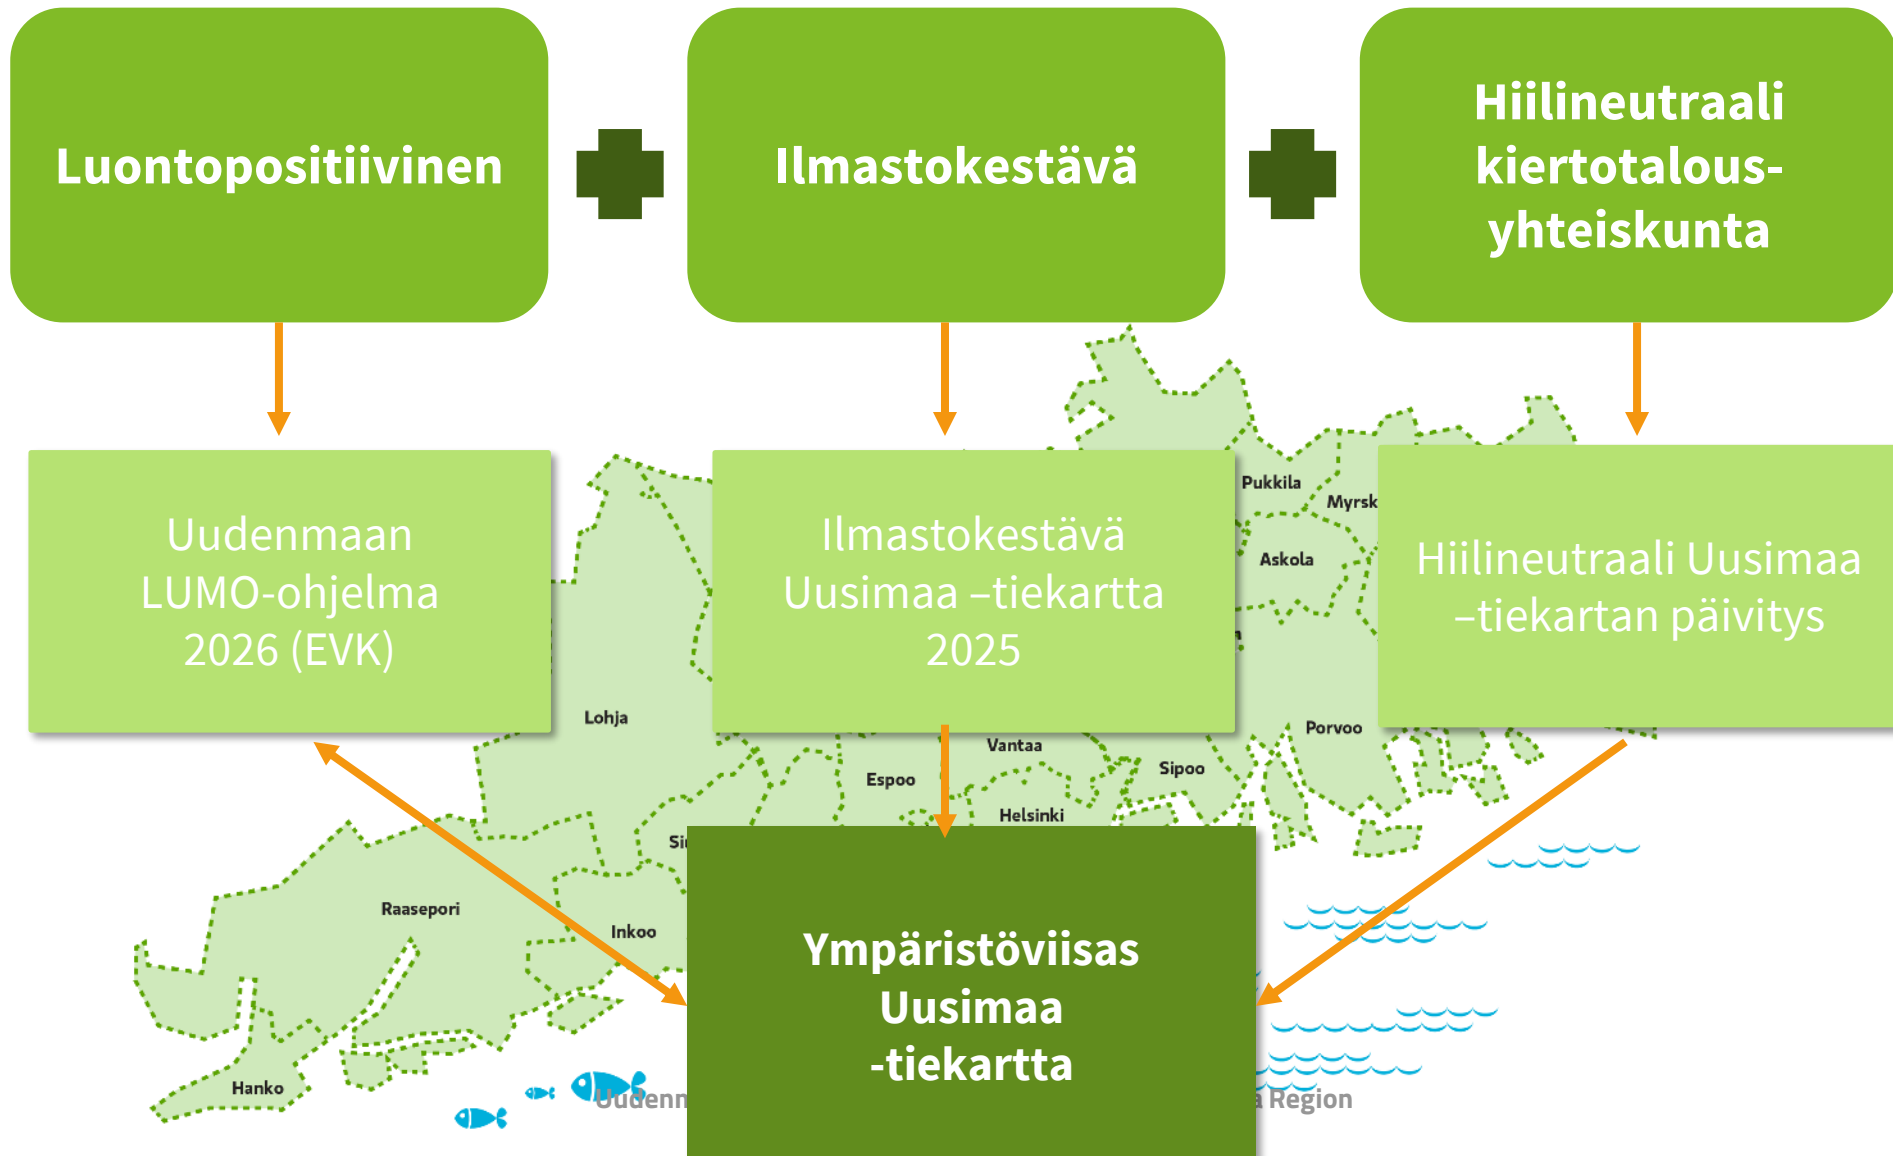 Luontopositiivinen
Ilmastokestävä
Hiilineutraali
kiertotalous-
yhteiskunta
Uudenmaan
LUMO-ohjelma
2026 (EVK)
Ilmastokestävä
Uusimaa –tiekartta
2025
Hiilineutraali Uusimaa
–tiekartan päivitys
Pukkila
Askola
Lohja
Porvoo
Vantaa
Sipoo
Espoo
Helsinki
Raasepori
Inkoo
Hanko
Ympäristöviisas
Uusimaa
-tiekartta
Region